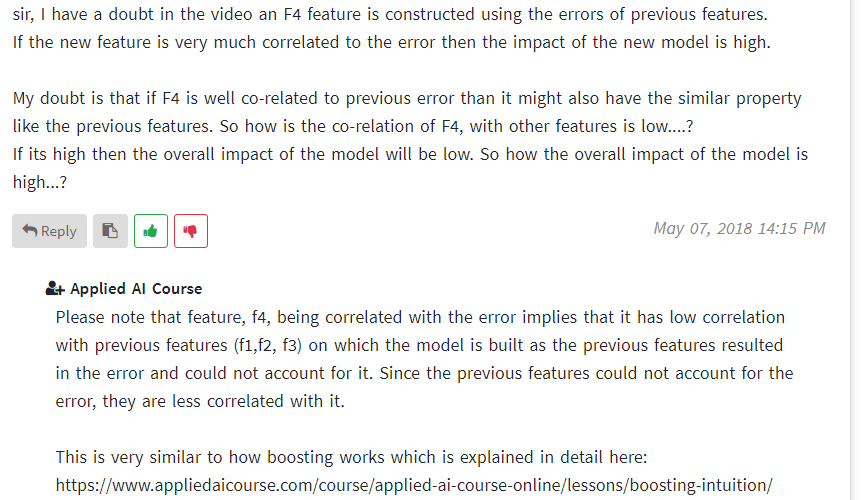 sir, I have a doubt in the video an F4 feature is constructed using the errors of previous features.
If the new feature is very much correlated to the error then the impact of the new model is high.
My doubt is that if F4 is well co-related to previous error than it might also have the similar property
like the previous features. So how is the co-relation of F4, with other features is low....?
If its high then the overall impact of the model will be low. So how the overall impact of the model is
high...?
Reply
May 07, 2018 14:15 PM
Applied AI Course
Please note that feature, f4, being correlated with the error implies that it has low correlation
with previous features (f1,f2, f3) on which the model is built as the previous features resulted
in the error and could not account for it. Since the previous features could not account for the
error, they are less correlated with it.
This is very similar to how boosting works which is explained in detail here:
https://www.appliedaicourse.com/course/applied-ai-course-online/lessons/boosting-intuition/